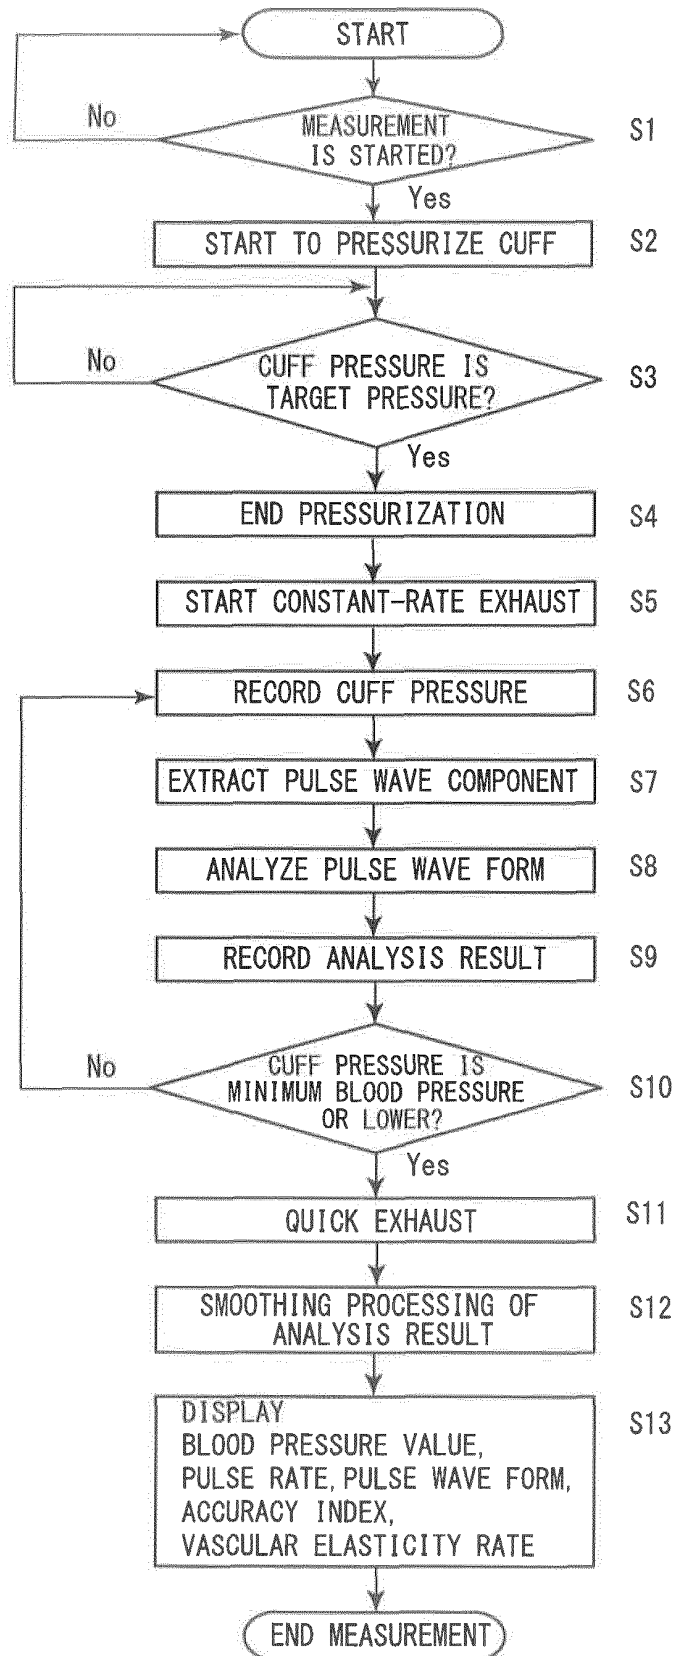 START
No
MEASUREMENT
IS STARTED?
S1
Yes
START TO PRESSURIZE CUFF
S2
No
CUFF PRESSURE IS
TARGET PRESSURE?
S3
Yes
END PRESSURIZATION
S4
START CONSTANT-RATE EXHAUST
S5
RECORD CUFF PRESSURE
S6
EXTRACT PULSE WAVE COMPONENT
S7
ANALYZE PULSE WAVE FORM
S8
RECORD ANALYSIS RESULT
S9
No
CUFF PRESSURE IS
MINIMUM BLOOD PRESSURE
OR LOWER?
S10
Yes
QUICK EXHAUST
S11
SMOOTHING PROCESSING OF
ANALYSIS RESULT
S12
DISPLAY
BLOOD PRESSURE VALUE,
PULSE RATE, PULSE WAVE FORM,
ACCURACY INDEX,
VASCULAR ELASTICITY RATE
S13
END MEASUREMENT